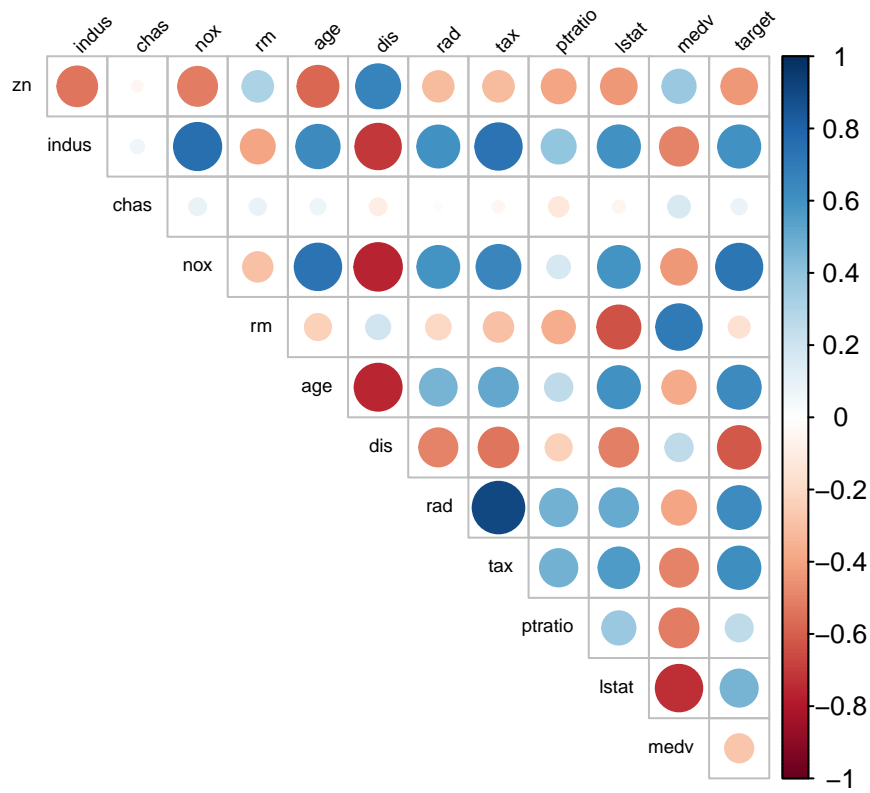 indus chas nox rm age dis rad tax ptratio lstat medv target
zn
indus
chas
nox
rm
age
dis
rad
tax
ptratio
lstat
medv
1
0.8
0.6
0.4
0.2
0
−0.2
−0.4
−0.6
−0.8
−1